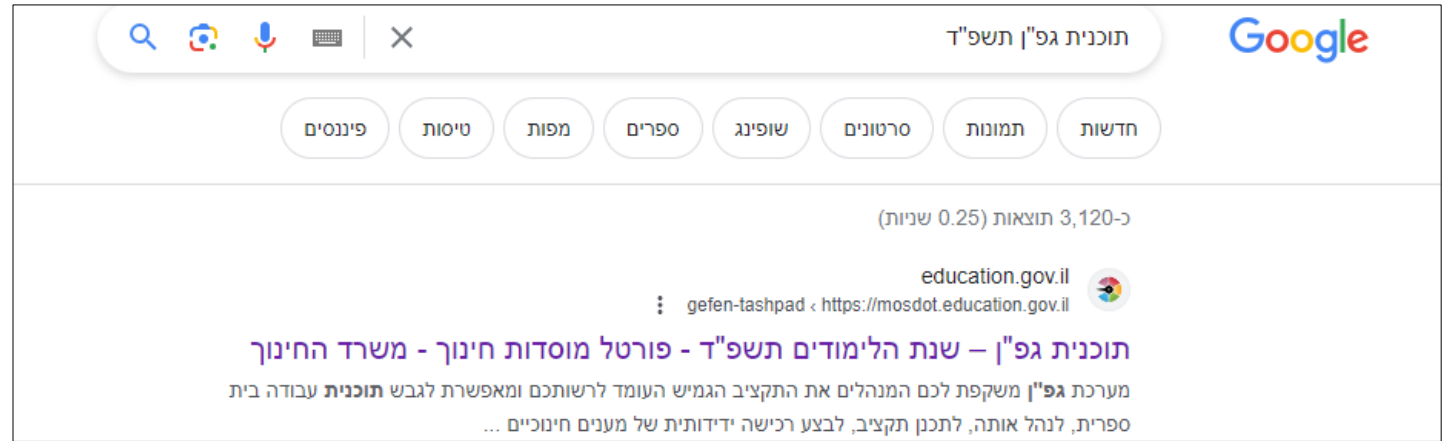 Google
תוכנית גפ"ן תשפ"ד
חדשות תמונות סרטונים שופינג ספרים מפות טיסות פיננסים
כ-3,120 תוצאות (0.25 שניות)
education.gov.il
https://mosdot.education.gov.il › gefen-tashpad
תוכנית גפ"ן – שנת הלימודים תשפ"ד - פורטל מוסדות חינוך - משרד החינוך
מערכת גפ"ן משקפת לכם המנהלים את התקציב הגמיש העומד לרשותכם ומאפשרת לגבש תוכנית עבודה בית
ספרית, לנהל אותה, לתכנן תקציב, לבצע רכישה ידידותית של מענים חינוכיים ...